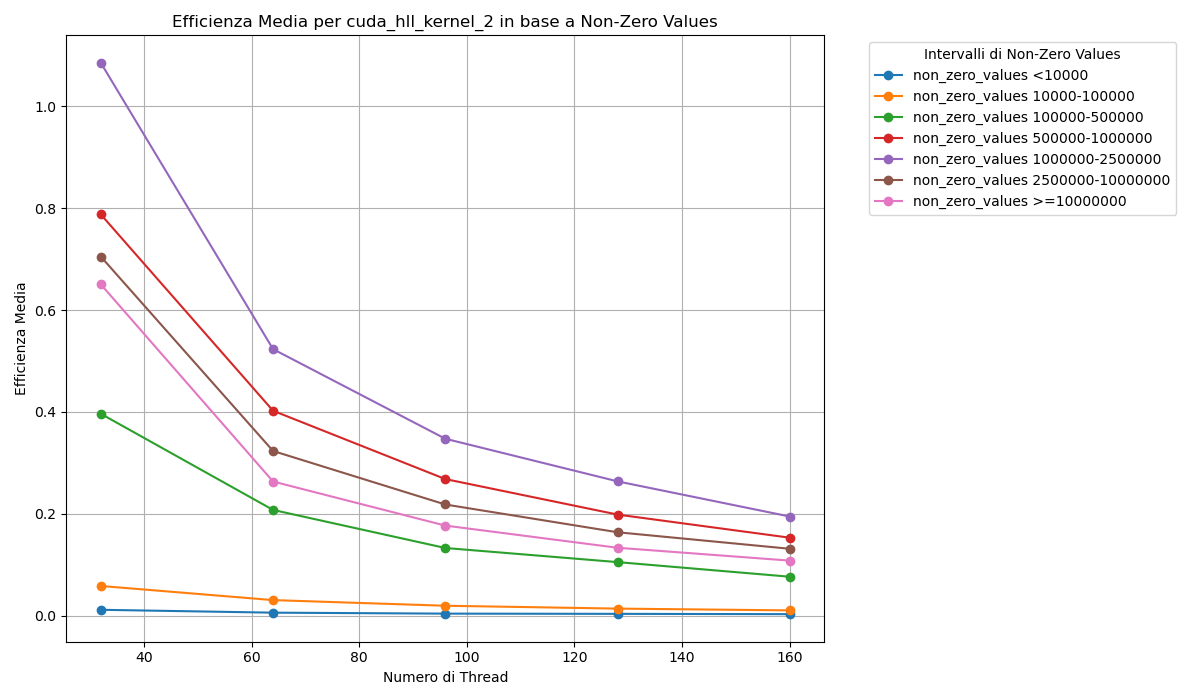 Efficienza Media per cuda_hll_kernel_2 in base a Non-Zero Values
Efficienza Media
1.0
0.8
0.6
0.4
0.2
0.0
40
60
80
100
120
140
160
Numero di Thread
Intervalli di Non-Zero Values
non_zero_values <10000
non_zero_values 10000-100000
non_zero_values 100000-500000
non_zero_values 500000-1000000
non_zero_values 1000000-2500000
non_zero_values 2500000-10000000
non_zero_values >=10000000